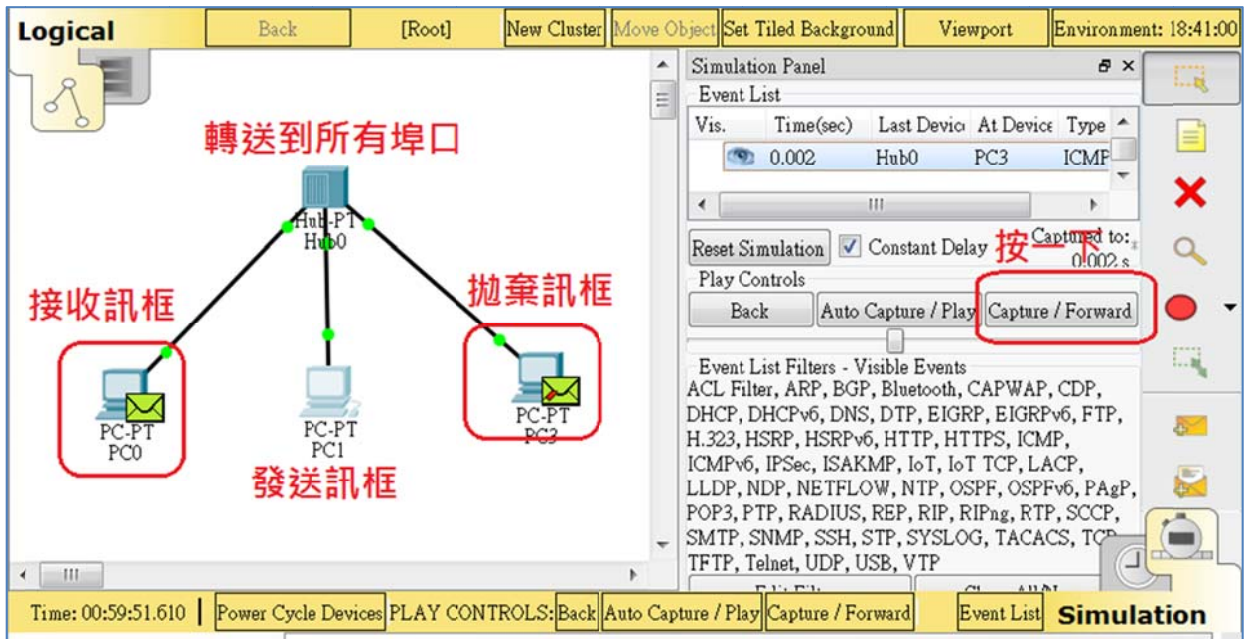 Logical
Back
[Root]
New Cluster
Move Object
Set Tiled Background
Viewport
Environment: 18:41:00
轉送到所有埠口
Hub-PT
Hub0
接收訊框
拋棄訊框
PC-PT
PC0
PC-PT
PC1
PC-PT
PC3
發送訊框
Simulation Panel
Event List
Vis. Time(sec) Last Device At Device Type
0.002 Hub0 PC3 ICMP
Reset Simulation
Constant Delay
按一下
Captured to:
0.002 s
Play Controls
Back
Auto Capture / Play
Capture / Forward
Event List Filters - Visible Events
ACL Filter, ARP, BGP, Bluetooth, CAPWAP, CDP,
DHCP, DHCPv6, DNS, DTP, EIGRP, EIGRPv6, FTP,
H.323, HSRP, HSRPv6, HTTP, HTTPS, ICMP,
ICMPv6, IPSec, ISAKMP, IoT, IoT TCP, LACP,
LLDP, NDP, NETFLOW, NTP, OSPF, OSPFv6, PAgP,
POP3, PTP, RADIUS, REP, RIP, RIPng, RTP, SCCP,
SMTP, SNMP, SSH, STP, SYSLOG, TACACS, TCP,
TFTP, Telnet, UDP, USB, VTP
Time: 00:59:51.610
Power Cycle Devices
PLAY CONTROLS:
Back
Auto Capture / Play
Capture / Forward
Event List
Simulation